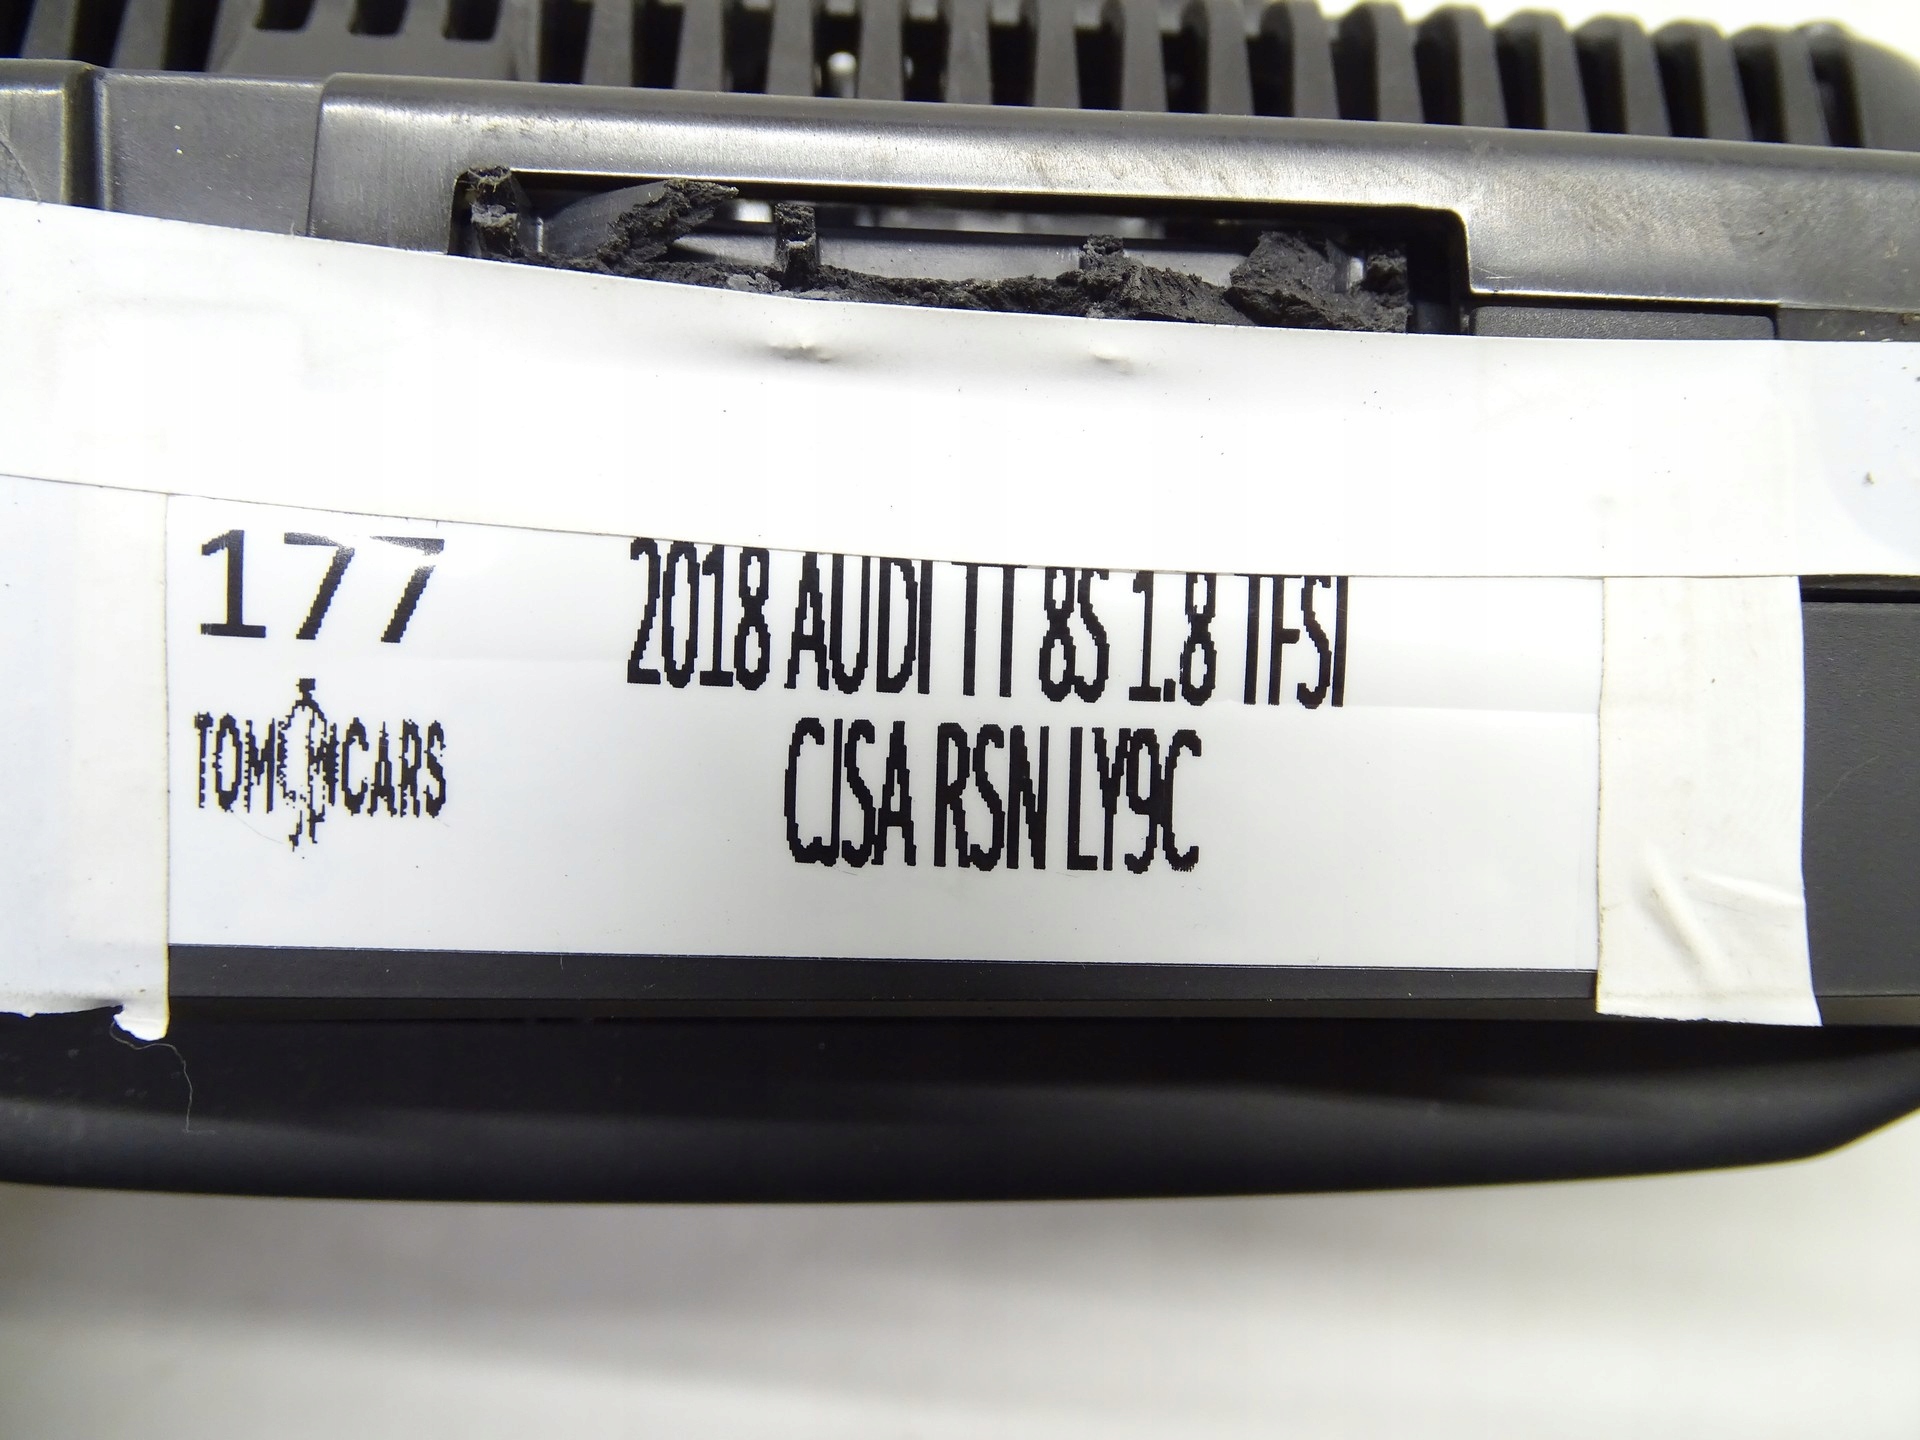 177
2018 AUDI TT 8S 1.8 TFSI
TOM CARS
CJSA RSN LY9C